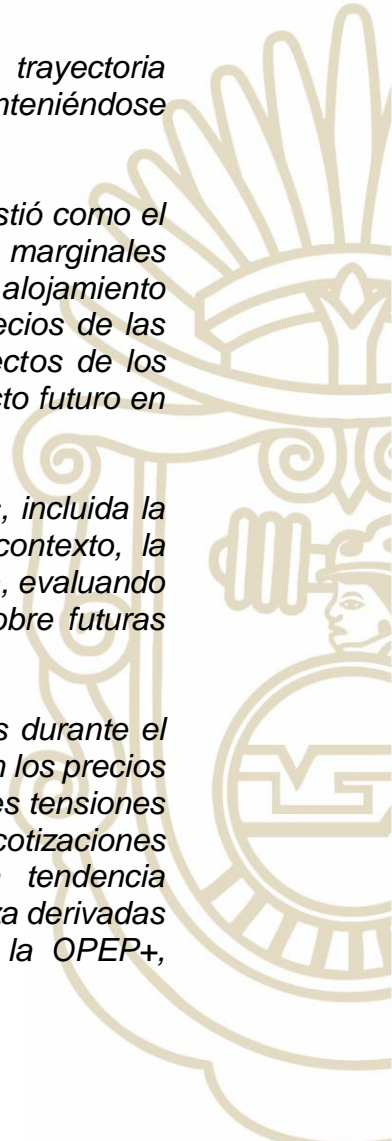 trayectoria
nteniéndose
stió como el
marginales
alojamiento
ecios de las
ectos de los
cto futuro en
, incluida la
contexto, la
, evaluando
obre futuras
s durante el
n los precios
es tensiones
cotizaciones
tendencia
za derivadas
la OPEP+,